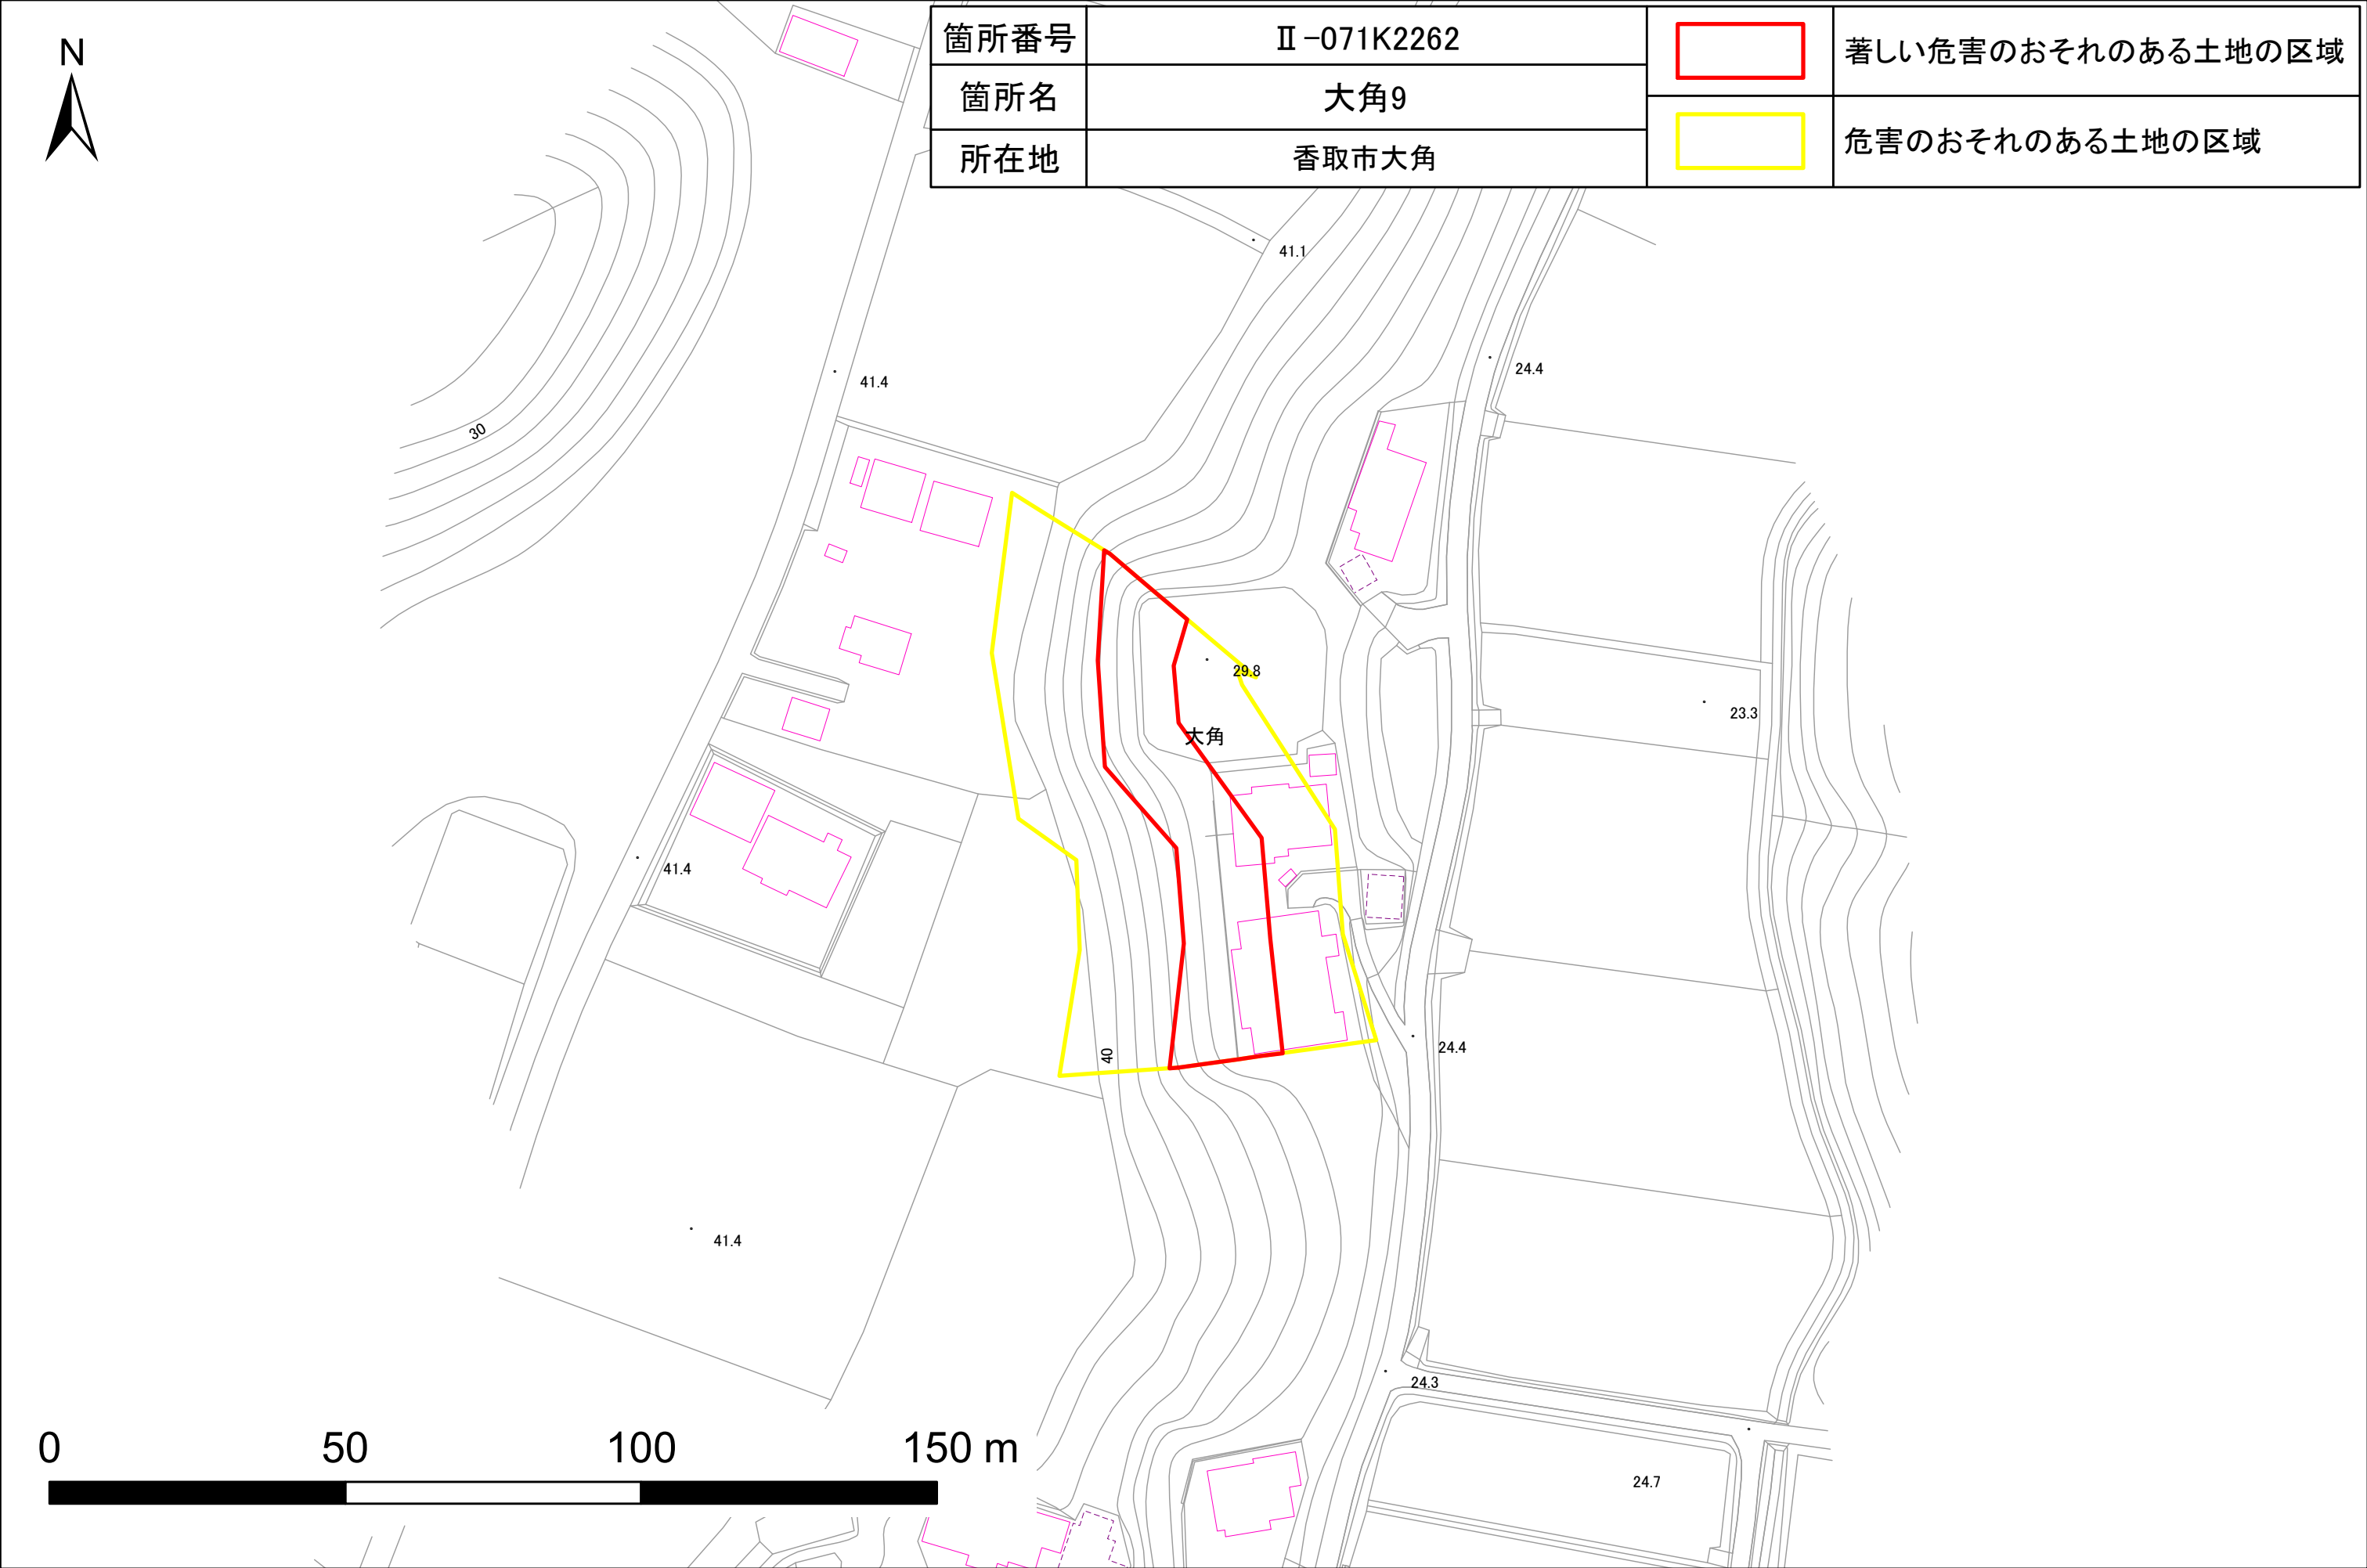 N
箇所番号 Ⅱ-071K2262
箇所名 大角9
所在地 香取市大角
著しい危害のおそれのある土地の区域
危害のおそれのある土地の区域
41.1
24.4
41.4
30
29.8
23.3
大角
41.4
24.4
40
41.4
24.3
24.7
0 50 100 150 m